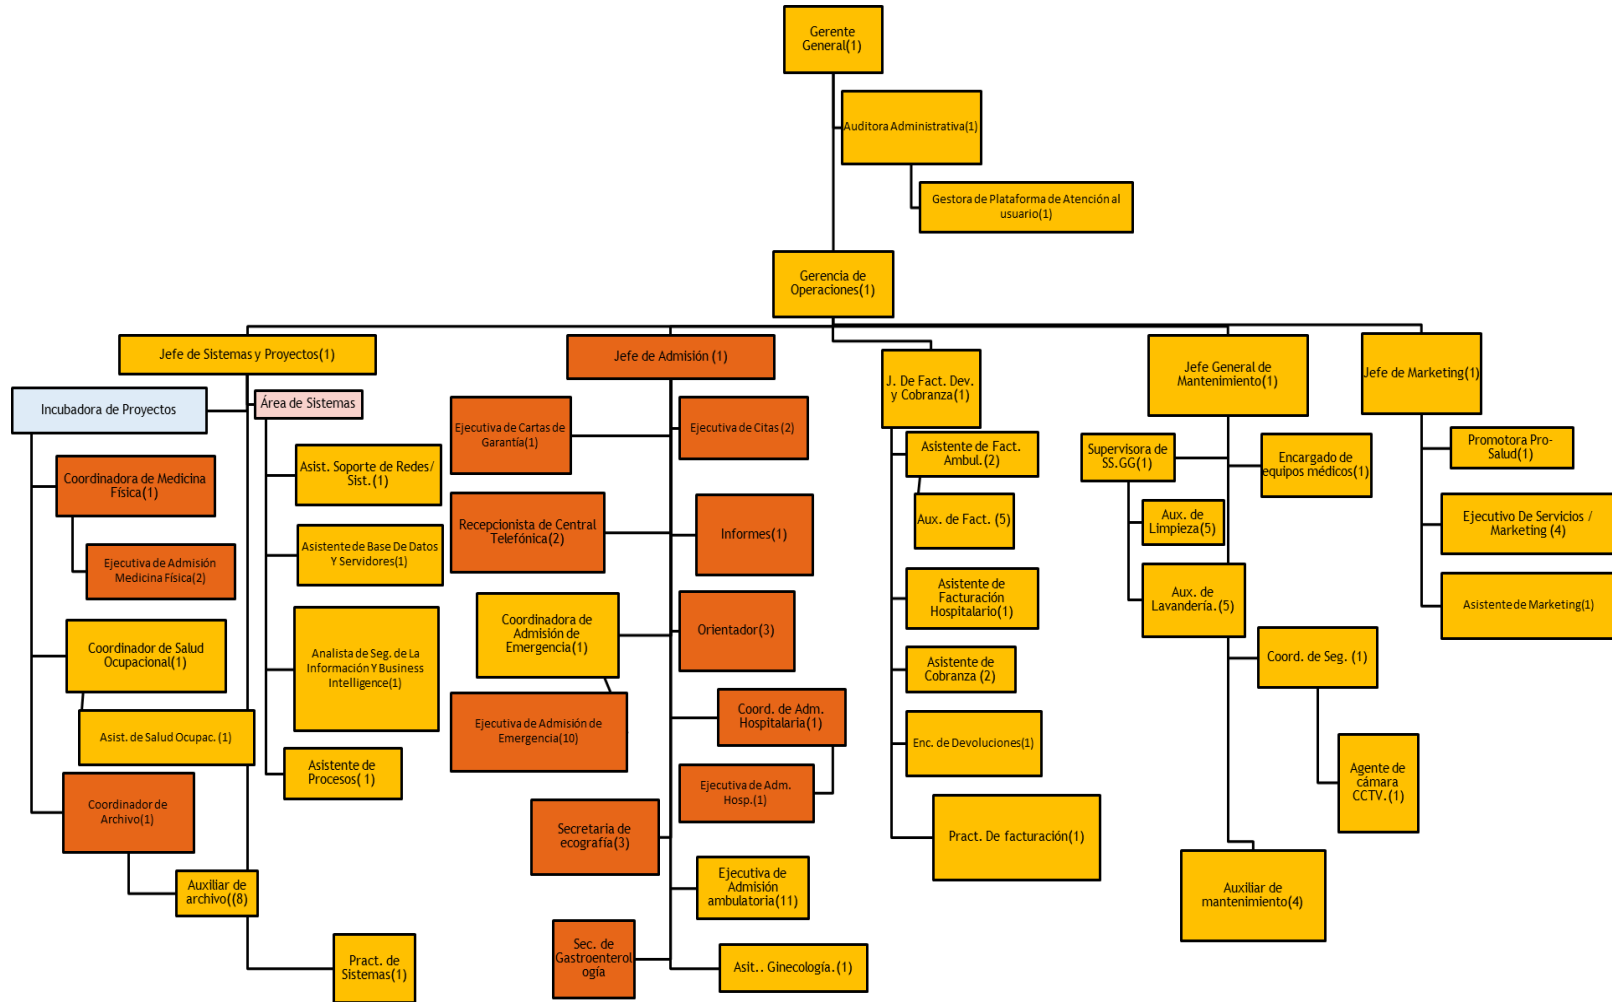 Gerente
General(1)
Auditora Administrativa(1)
Gestora de Plataforma de Atención al
usuario(1)
Gerencia de
Operaciones(1)
Jefe de Sistemas y Proyectos(1)
Incubadora de Proyectos
Área de Sistemas
Coordinadora de Medicina
Física(1)
Ejecutiva de Admisión
Medicina Física(2)
Coordinador de Salud
Ocupacional(1)
Asist. de Salud Ocupac. (1)
Coordinador de
Archivo(1)
Auxiliar de
archivo((8)
Asist. Soporte de Redes/
Sist. (1)
Asistente de Base De Datos
Y Servidores(1)
Analista de Seg. de La
Información Y Business
Intelligence(1)
Asistente de
Procesos( 1)
Pract. de
Sistemas(1)
Jefe de Admisión (1)
Ejecutiva de Cartas de
Garantía(1)
Ejecutiva de Citas (2)
Recepcionista de Central
Telefónica(2)
Informes(1)
Coordinadora de
Admisión de
Emergencia(1)
Orientador(3)
Ejecutiva de Admisión de
Emergencia(10)
Coord. de Adm.
Hospitalaria(1)
Ejecutiva de Adm.
Hosp.(1)
Secretaria de
ecografía(3)
Ejecutiva de
Admisión
ambulatoria(11)
Sec. de
Gastroenterol
ogía
Asit.. Ginecología.(1)
J. De Fact. Dev.
y Cobranza(1)
Asistente de Fact.
Ambul. (2)
Aux. de Fact. (5)
Asistente de
Facturación
Hospitalario(1)
Asistente de
Cobranza (2)
Enc. de Devoluciones(1)
Pract. De facturación(1)
Jefe General de
Mantenimiento(1)
Supervisora de
SS.GG(1)
Encargado de
equipos médicos(1)
Aux. de
Limpieza(5)
Aux. de
Lavandería.(5)
Coord. de Seg. (1)
Agente de
cámara
CCTV.(1)
Auxiliar de
mantenimiento(4)
Jefe de Marketing(1)
Promotora Pro-
Salud(1)
Ejecutivo De Servicios /
Marketing (4)
Asistente de Marketing(1)